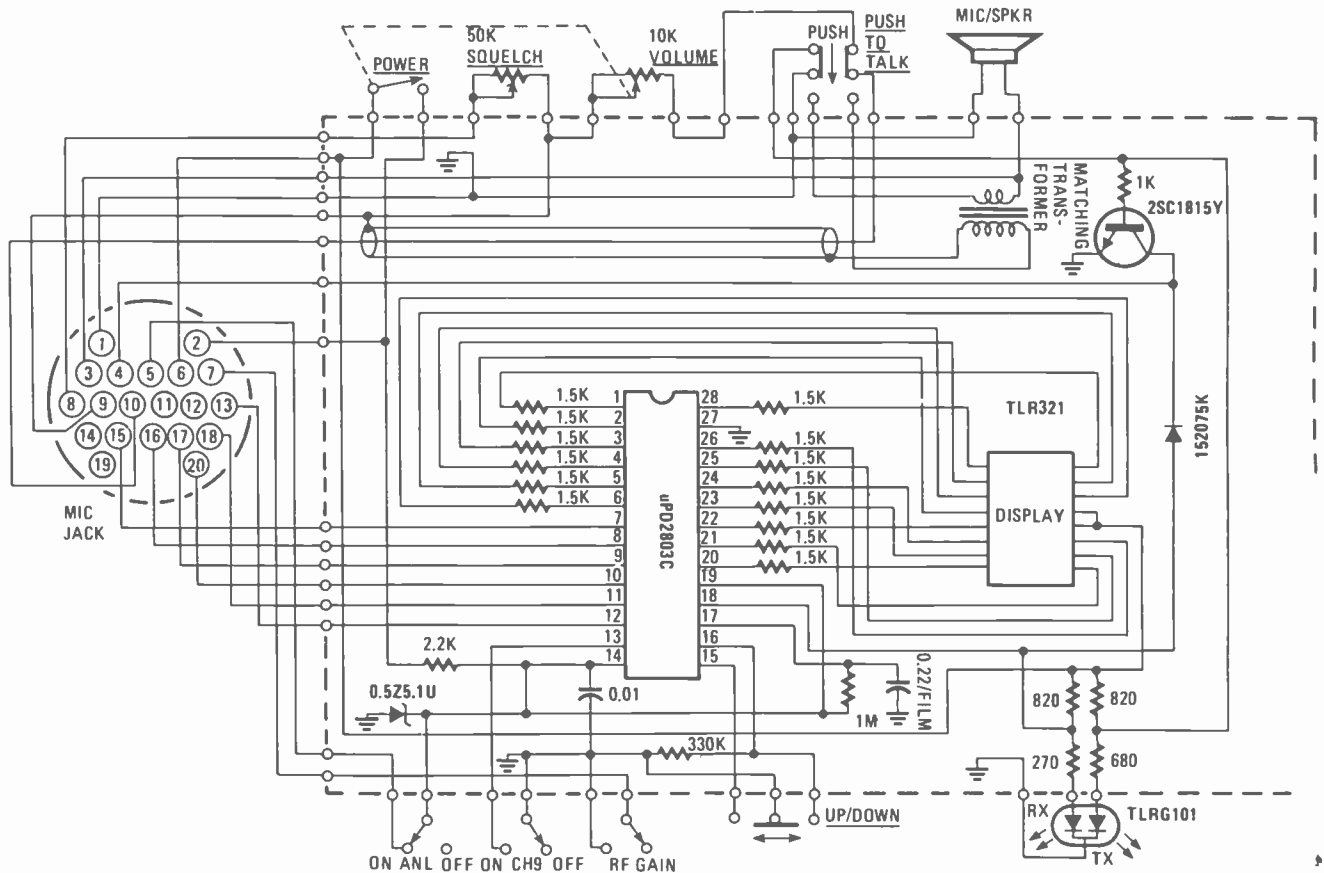 MIC/SPKR
PUSH
PUSH
TO
TALK
50K
SQUELCH
10K
VOLUME
POWER
MATCHING
TRANS-
FORMER
1K
2SC1815Y
1
2
3
4
5
6
7
8
9
10
11
12
13
14
15
16
17
18
19
20
MIC
JACK
1.5K
1.5K
1.5K
1.5K
1.5K
1.5K
1
2
3
4
5
6
7
8
9
10
11
12
13
14
uPD2803C
28
27
26
25
24
23
22
21
20
19
18
17
16
15
1.5K
1.5K
1.5K
1.5K
1.5K
1.5K
1.5K
1.5K
TLR321
DISPLAY
152075K
2.2K
0.5Z5.1U
0.01
1M
0.22/FILM
330K
820
820
270
680
UP/DOWN
RX
TX
TLRG101
ON ANL OFF
ON CH9 OFF
RF GAIN